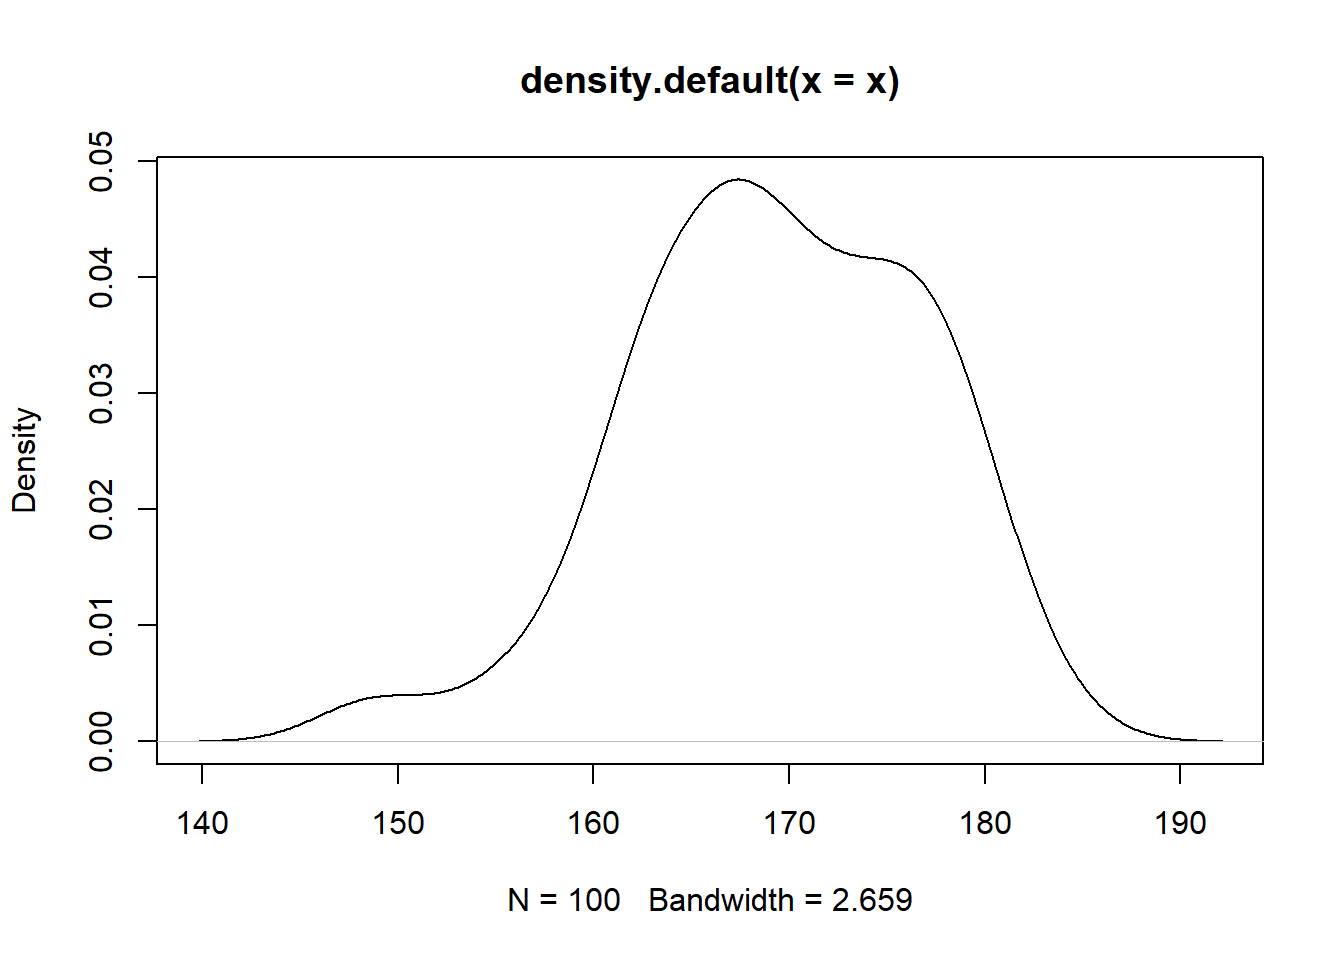 density.default(x = x)
Density
0.05
0.04
0.03
0.02
0.01
0.00
140 150 160 170 180 190
N = 100 Bandwidth = 2.659